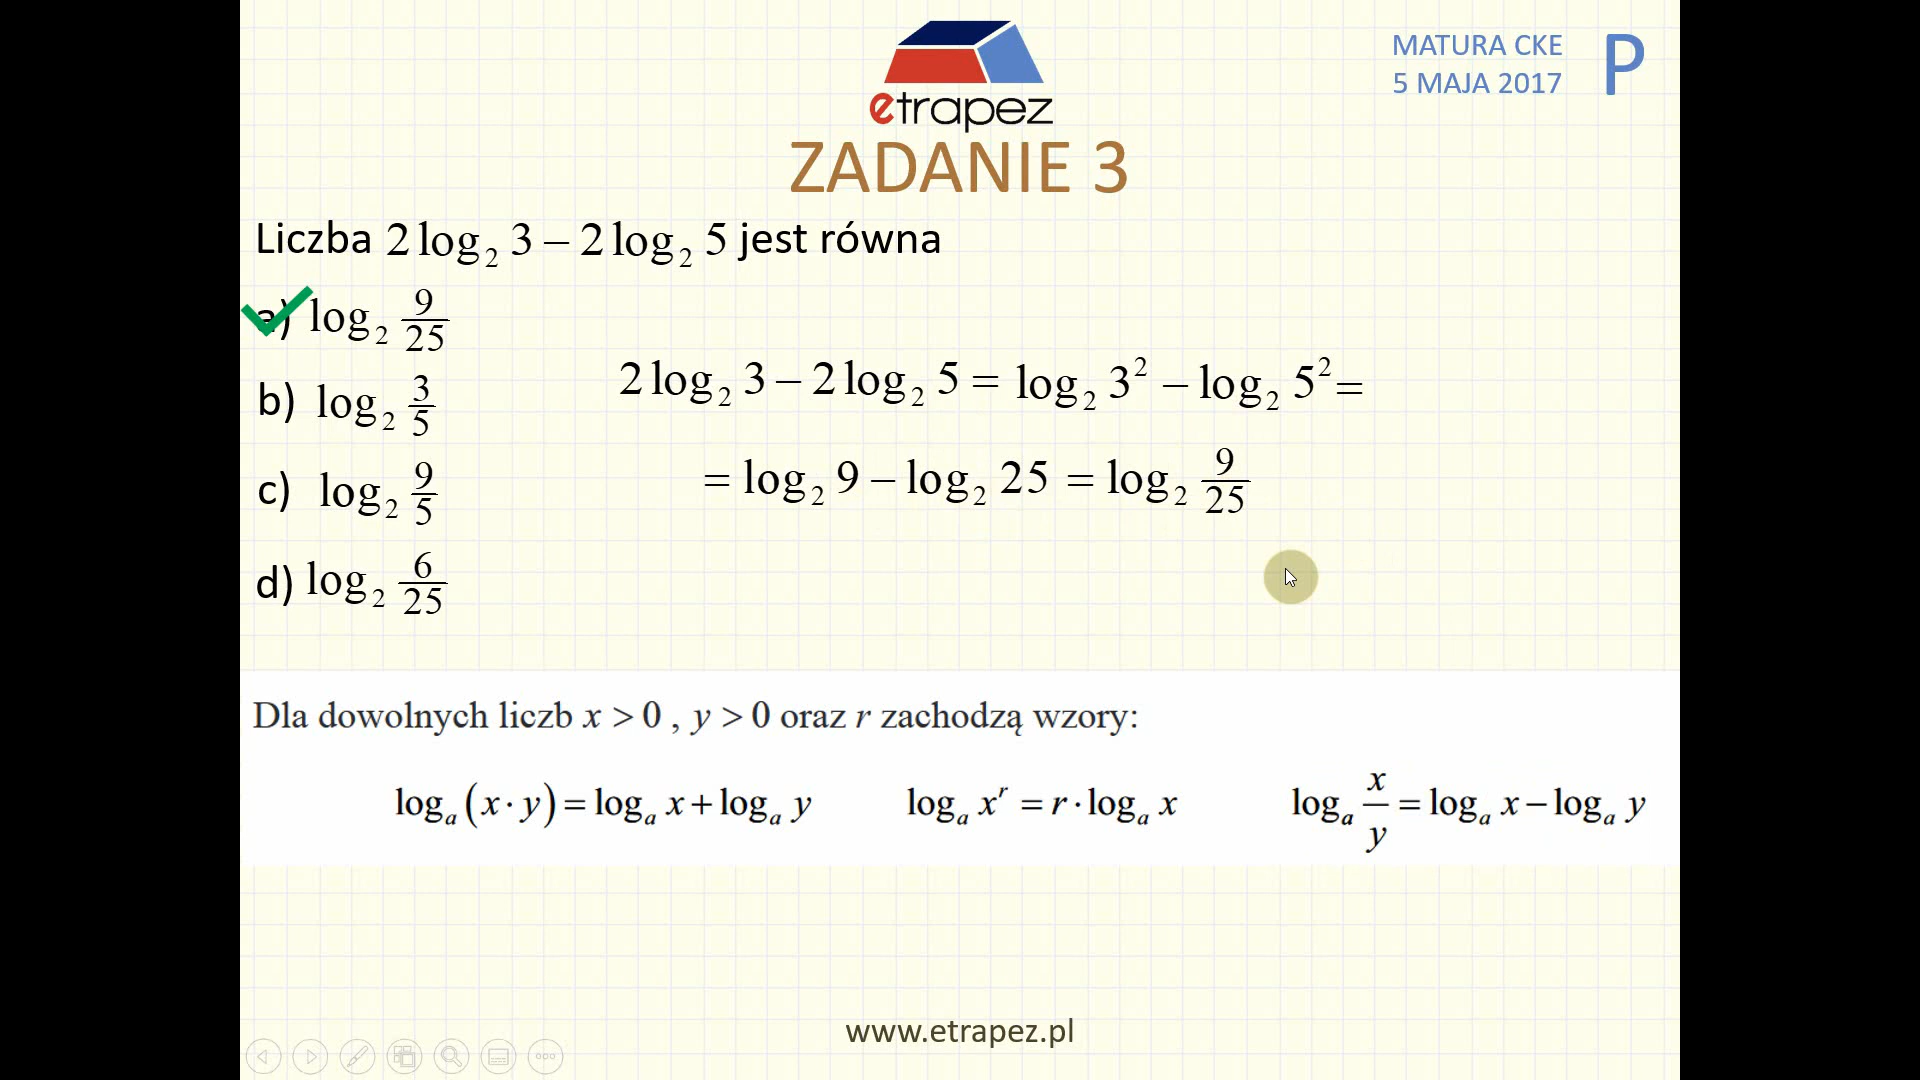 etrapez
MATURA CKE
5 MAJA 2017
P
ZADANIE 3
Liczba 2 log₂ 3 − 2 log₂ 5 jest równa
a) log₂ 9/25
b) log₂ 3/5
c) log₂ 9/5
d) log₂ 6/25
2 log₂ 3 − 2 log₂ 5 = log₂ 3² − log₂ 5² =
= log₂ 9 − log₂ 25 = log₂ 9/25
Dla dowolnych liczb x > 0 , y > 0 oraz r zachodzą wzory:
logₐ (x · y) = logₐ x + logₐ y logₐ xʳ = r · logₐ x logₐ x/y = logₐ x − logₐ y
www.etrapez.pl